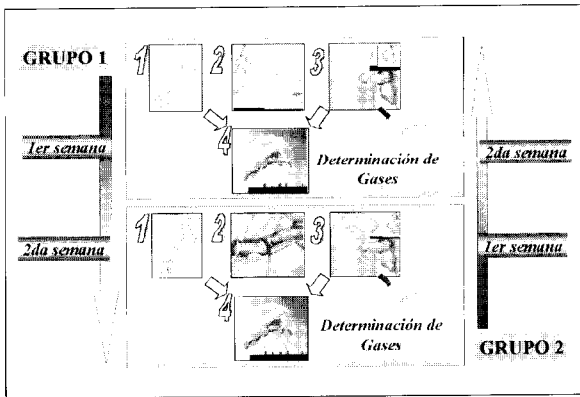 GRUPO 1
1 2 3
1er semana
2da semana
4
Determinación de
Gases
1 2 3
2da semana
1er semana
4
Determinación de
Gases
GRUPO 2